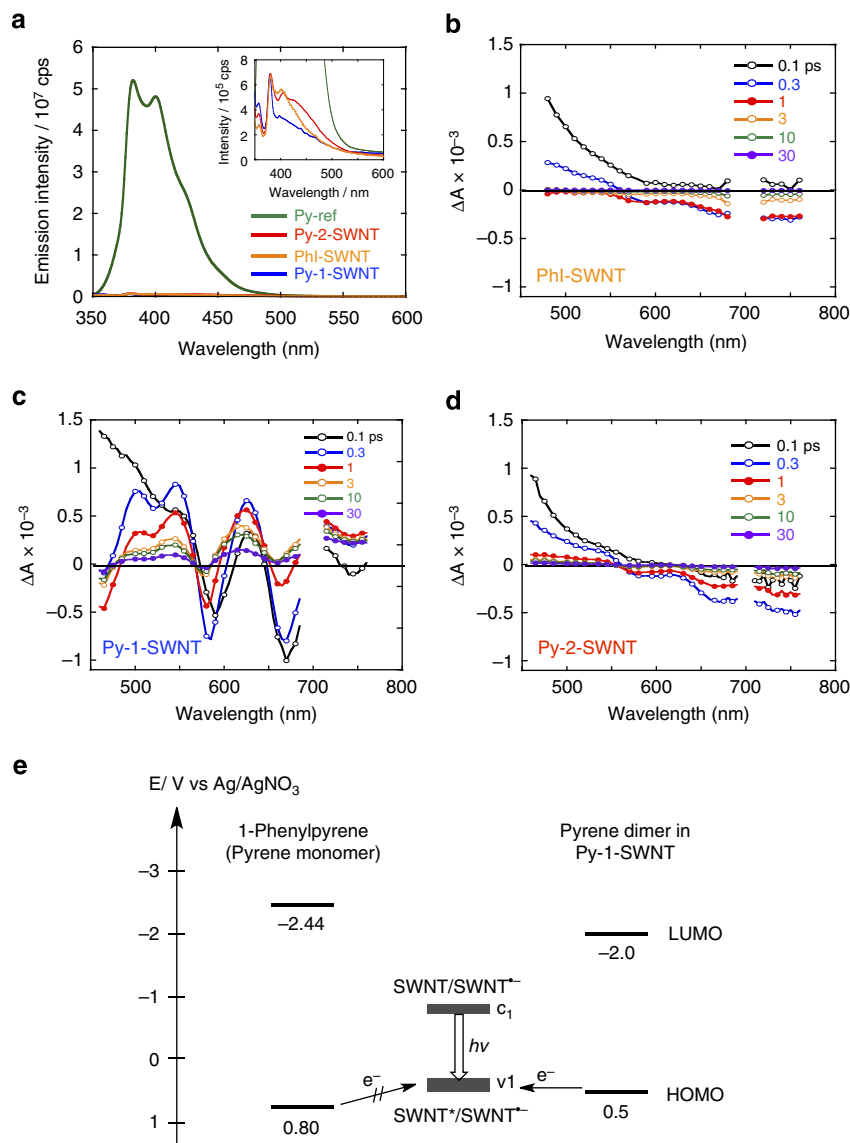 a
6
5
4
3
2
1
0
350
400
450
500
550
600
Emission intensity / 10⁷ cps
Wavelength (nm)
8
6
4
2
0
400
500
600
Intensity / 10⁵ cps
Wavelength / nm
Py-ref
Py-2-SWNT
PhI-SWNT
Py-1-SWNT
b
1.5
1
0.5
0
−0.5
−1
500
600
700
800
ΔA × 10⁻³
Wavelength (nm)
0.1 ps
0.3
1
3
10
30
PhI-SWNT
c
1.5
1
0.5
0
−0.5
−1
500
600
700
800
ΔA × 10⁻³
Wavelength (nm)
0.1 ps
0.3
1
3
10
30
Py-1-SWNT
d
1.5
1
0.5
0
−0.5
−1
500
600
700
800
ΔA × 10⁻³
Wavelength (nm)
0.1 ps
0.3
1
3
10
30
Py-2-SWNT
e
E/ V vs Ag/AgNO₃
1-Phenylpyrene
(Pyrene monomer)
Pyrene dimer in
Py-1-SWNT
−3
−2
−1
0
1
−2.44
−2.0
LUMO
SWNT/SWNT•−
c₁
hν
e⁻
v1
e⁻
HOMO
0.80
SWNT*/SWNT•−
0.5